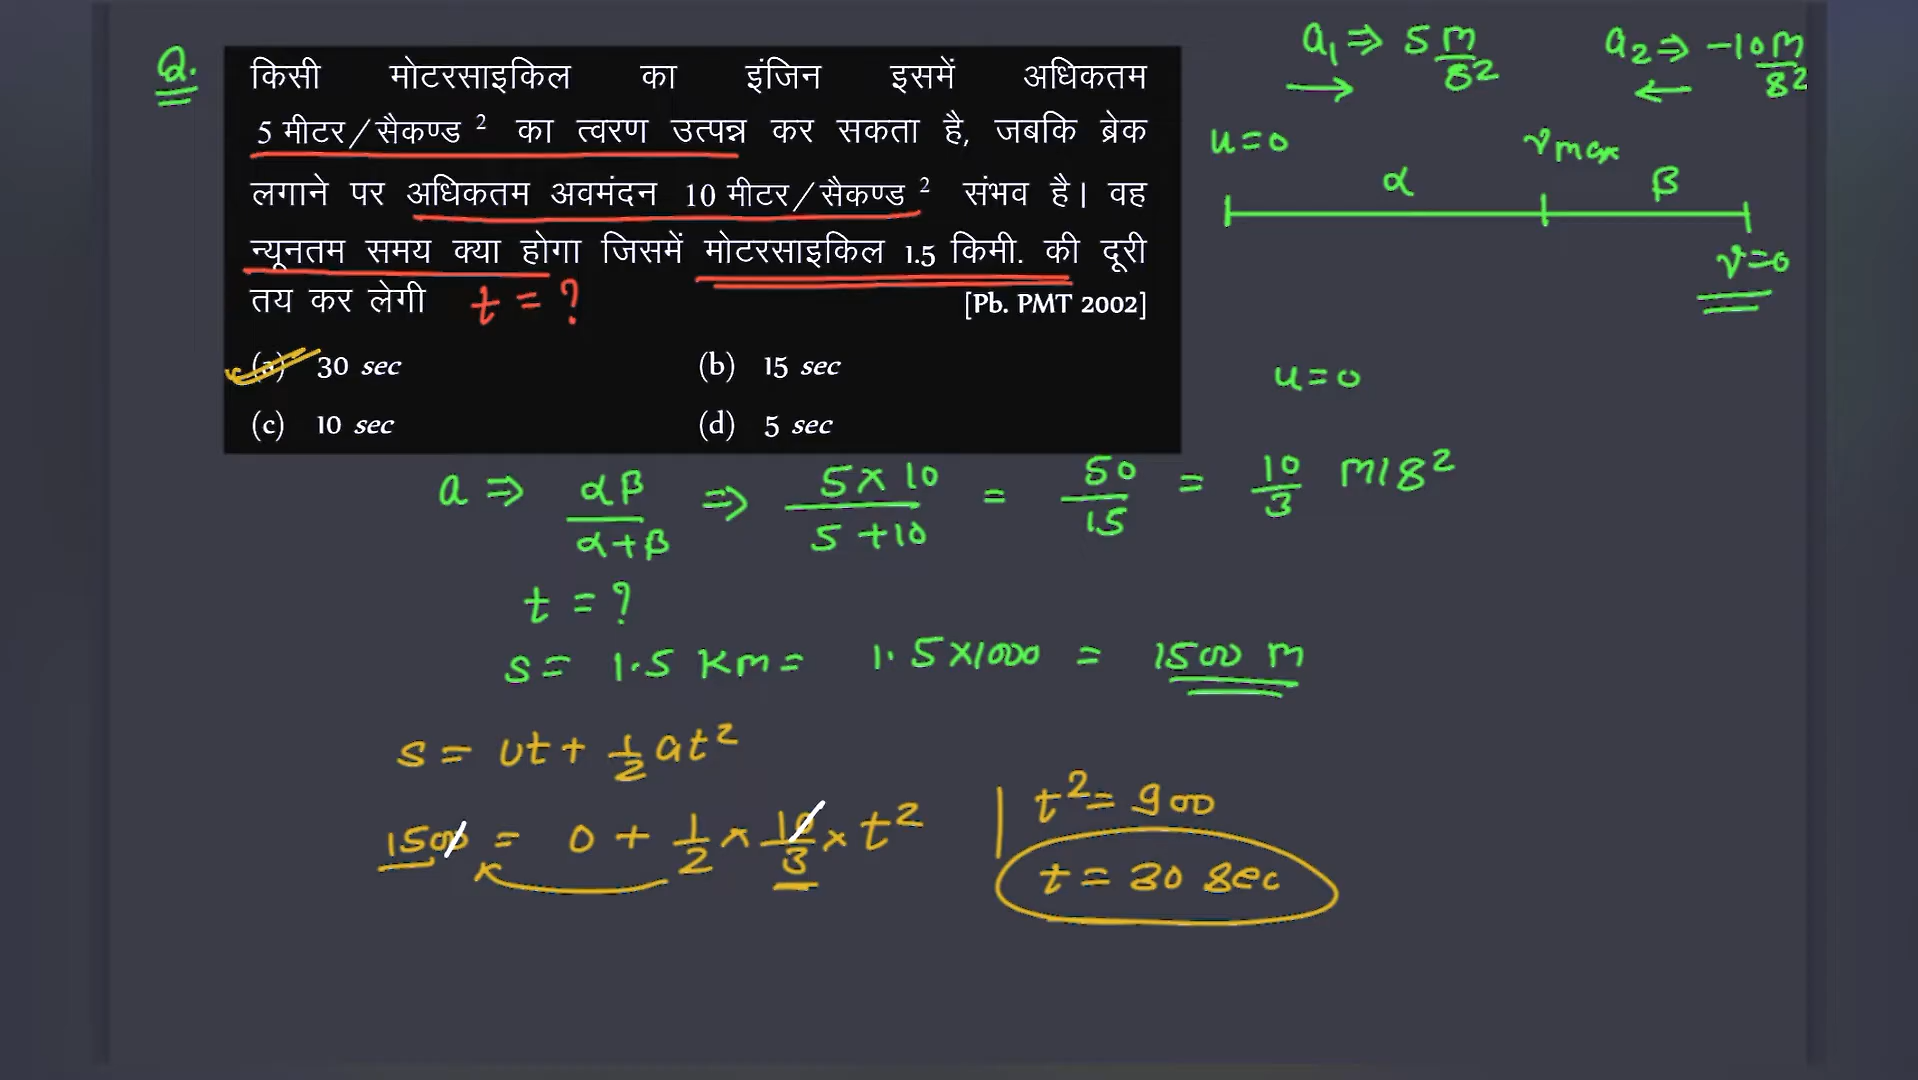 Q.
किसी मोटरसाइकिल का इंजिन इसमें अधिकतम
5 मीटर/सैकण्ड ² का त्वरण उत्पन्न कर सकता है, जबकि ब्रेक
लगाने पर अधिकतम अवमंदन 10 मीटर/सैकण्ड ² संभव है। वह
न्यूनतम समय क्या होगा जिसमें मोटरसाइकिल 1.5 किमी. की दूरी
तय कर लेगी t = ? [Pb. PMT 2002]
(a) 30 sec (b) 15 sec
(c) 10 sec (d) 5 sec
a₁ ⇒ 5 m/s² a₂ ⇒ -10 m/s²
u=0 vmax
α β
v=0
u=0
a ⇒ αβ/(α+β) ⇒ (5×10)/(5+10) = 50/15 = 10/3 m/s²
t = ?
s = 1.5 Km = 1.5×1000 = 1500 m
s = ut + ½ at²
1500 = 0 + 1/2 × 10/3 × t²
t² = 900
t = 30 sec